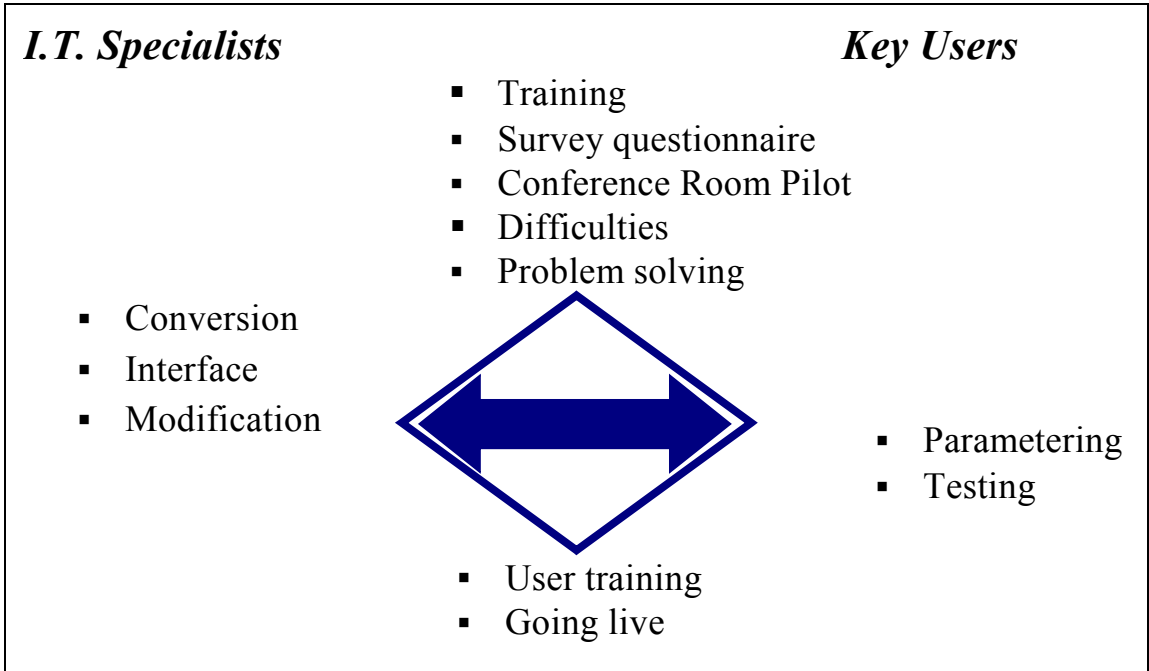 I.T. Specialists
Key Users
▪ Training
▪ Survey questionnaire
▪ Conference Room Pilot
▪ Difficulties
▪ Problem solving
▪ Conversion
▪ Interface
▪ Modification
▪ Parametering
▪ Testing
▪ User training
▪ Going live